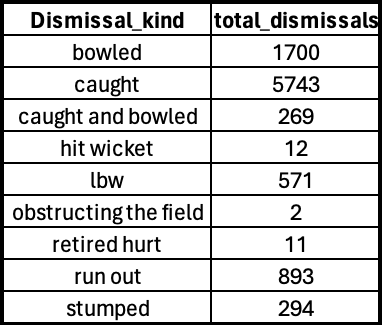 Dismissal_kind total_dismissals
bowled 1700
caught 5743
caught and bowled 269
hit wicket 12
lbw 571
obstructing the field 2
retired hurt 11
run out 893
stumped 294